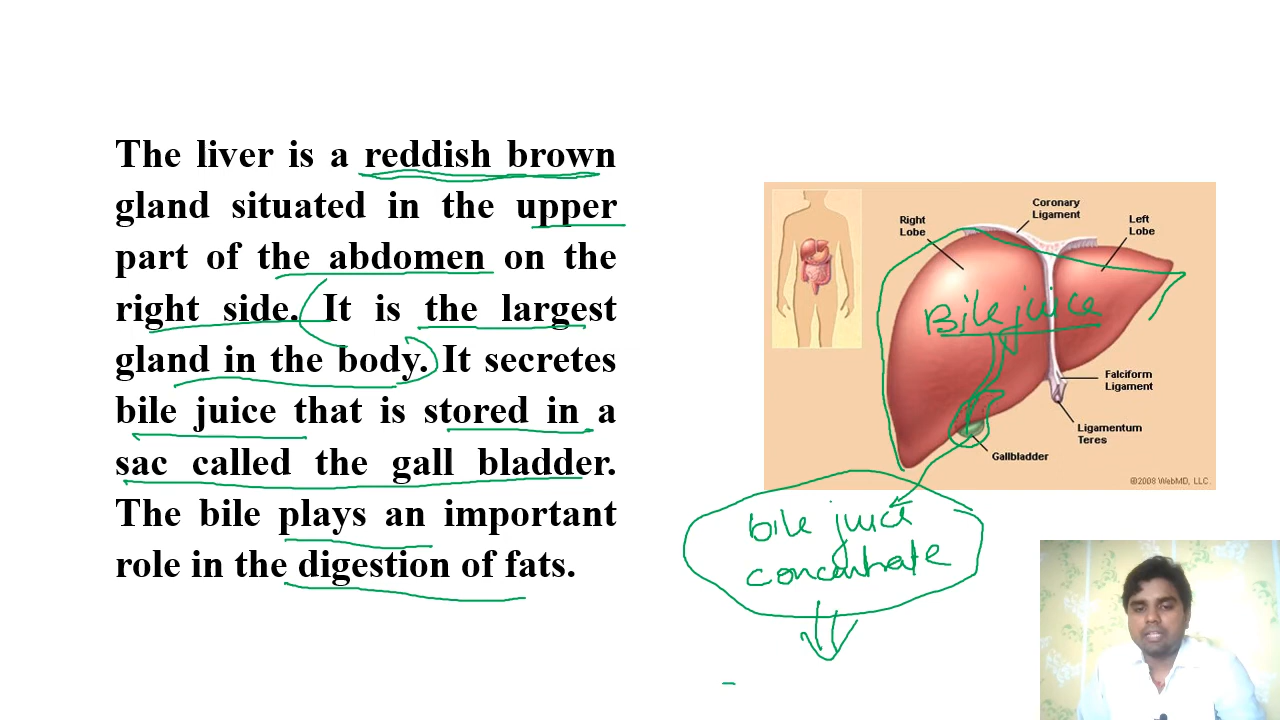 The liver is a reddish brown
gland situated in the upper
part of the abdomen on the
right side. It is the largest
gland in the body. It secretes
bile juice that is stored in a
sac called the gall bladder.
The bile plays an important
role in the digestion of fats.
Coronary
Ligament
Right
Lobe
Left
Lobe
Bile juice
Falciform
Ligament
Ligamentum
Teres
Gallbladder
©2008 WebMD, LLC.
bile juice
concentrate